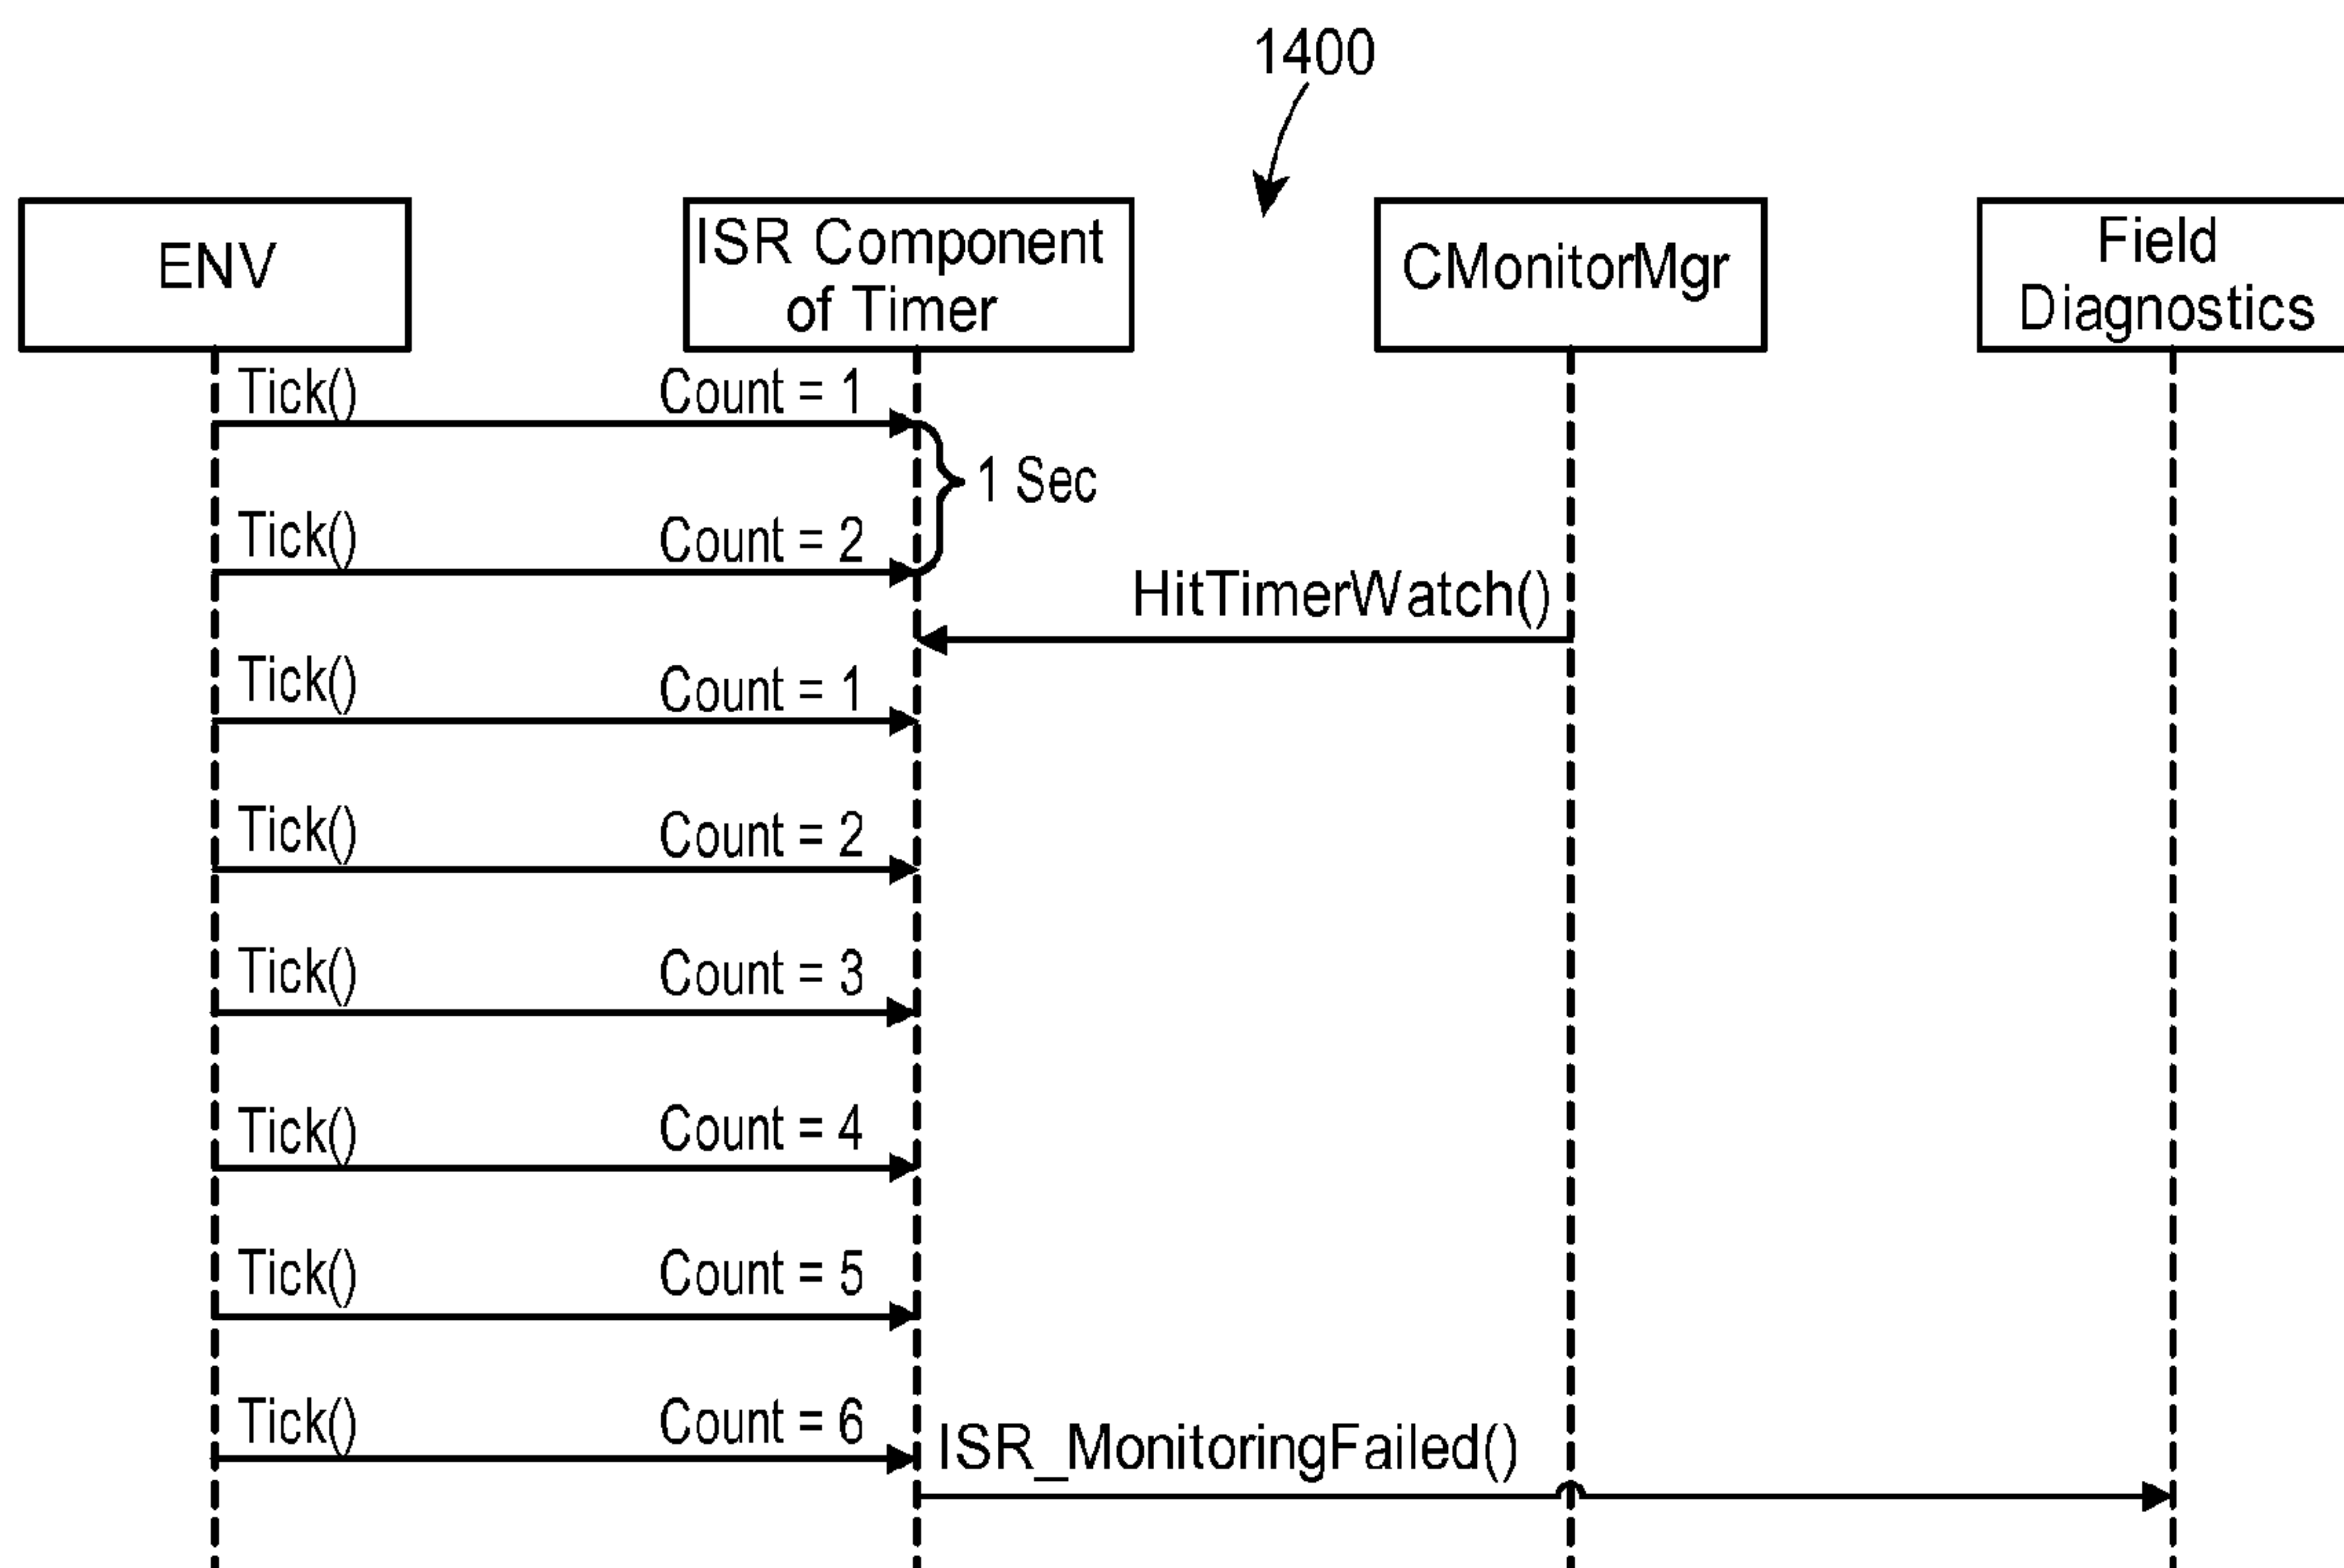 1400
ENV
ISR Component
of Timer
CMonitorMgr
Field
Diagnostics
Tick() Count = 1
1 Sec
Tick() Count = 2
HitTimerWatch()
Tick() Count = 1
Tick() Count = 2
Tick() Count = 3
Tick() Count = 4
Tick() Count = 5
Tick() Count = 6
ISR_MonitoringFailed()